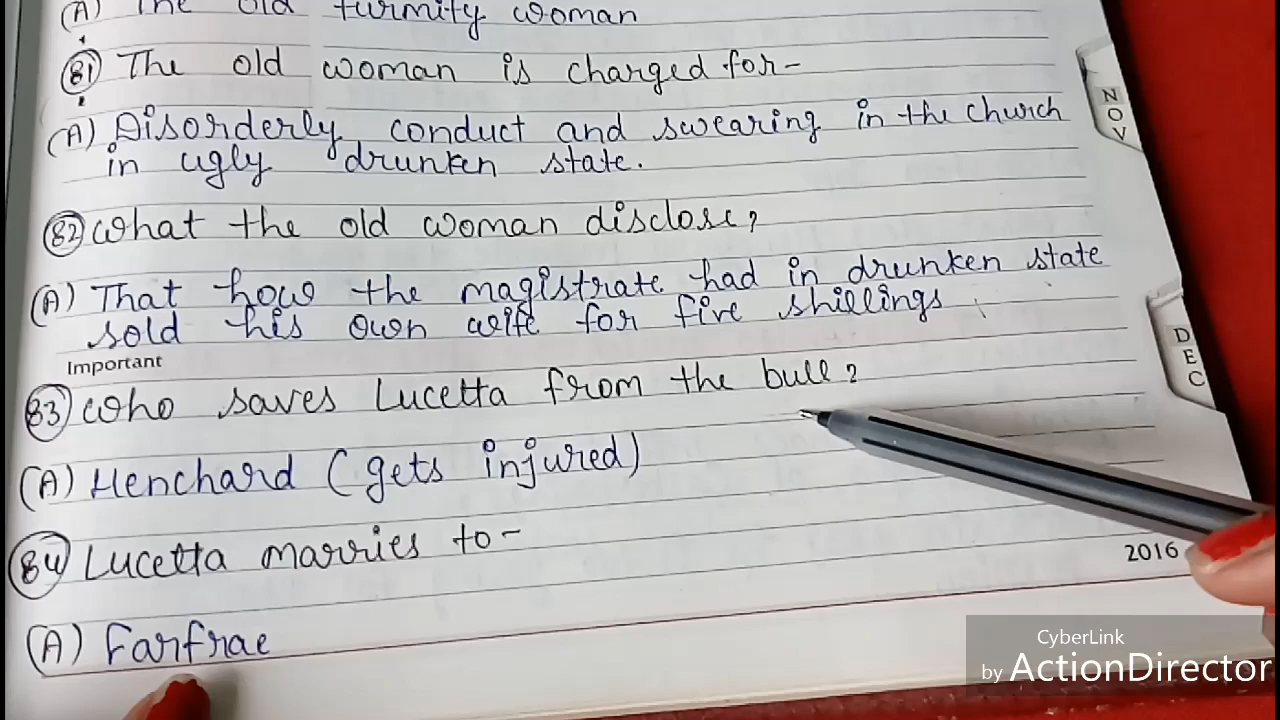 (A) The old furmity woman
81 The old woman is charged for-
(A) Disorderly conduct and swearing in the church
in ugly drunken state.
82 What the old woman disclose?
(A) That how the magistrate had in drunken state
sold his own wife for five shillings
Important
83 Who saves Lucetta from the bull?
(A) Henchard (gets injured)
84 Lucetta marries to-
(A) Farfrae
NOV
DEC
2016
CyberLink
by ActionDirector